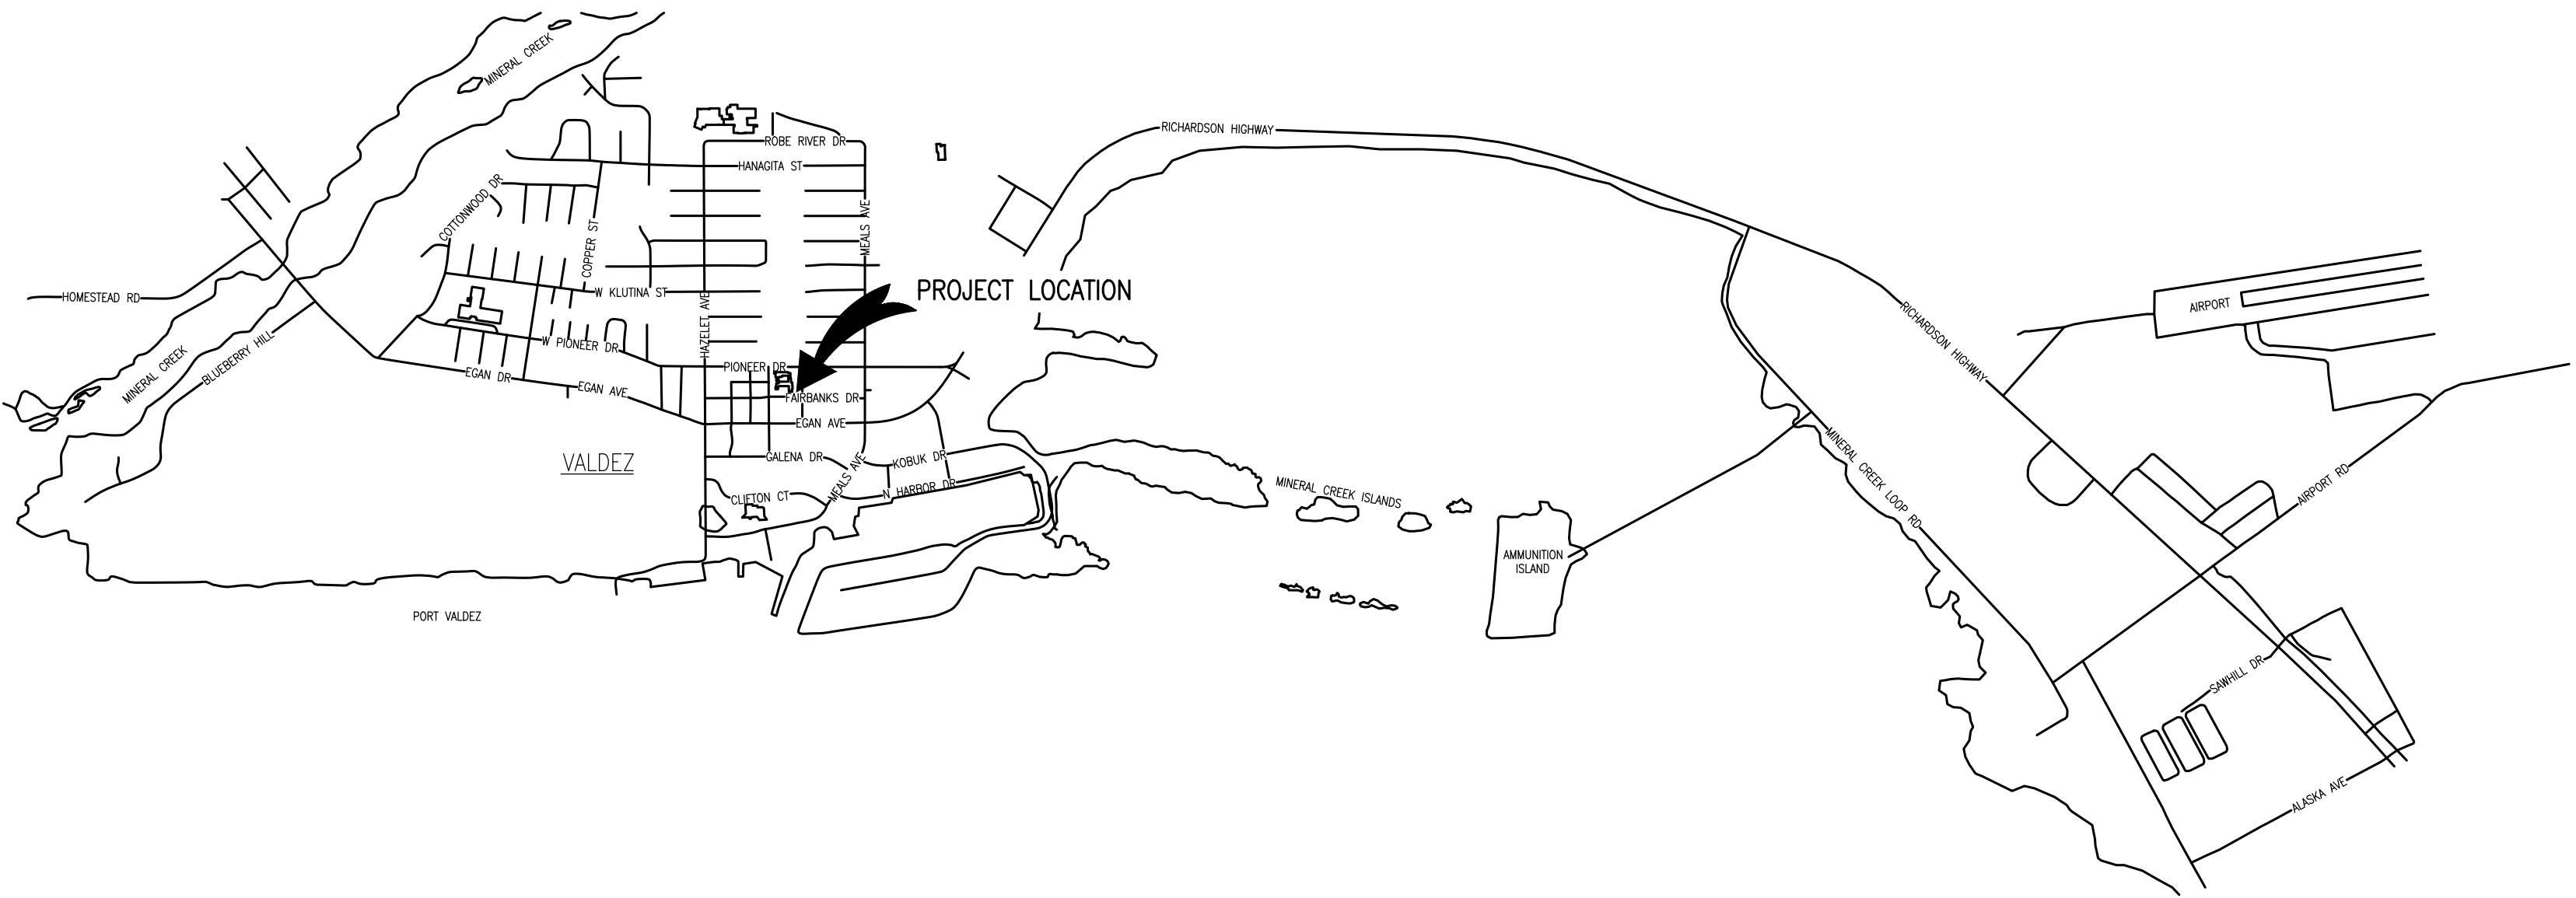 MINERAL CREEK
RICHARDSON HIGHWAY
ROBE RIVER DR
HANAGITA ST
COTTONWOOD DR
COPPER ST
MEALS AVE
HOMESTEAD RD
W KLUTINA ST
PROJECT LOCATION
AIRPORT
HAZELET AVE
RICHARDSON HIGHWAY
BLUEBERRY HILL
W PIONEER DR
MINERAL CREEK
PIONEER DR
EGAN DR
EGAN AVE
FAIRBANKS DR
EGAN AVE
VALDEZ
GALENA DR
KOBUK DR
MEALS AVE
N HARBOR DR
CLIFTON CT
MINERAL CREEK ISLANDS
MINERAL CREEK LOOP RD
AIRPORT RD
AMMUNITION
ISLAND
PORT VALDEZ
SAWHILL DR
ALASKA AVE